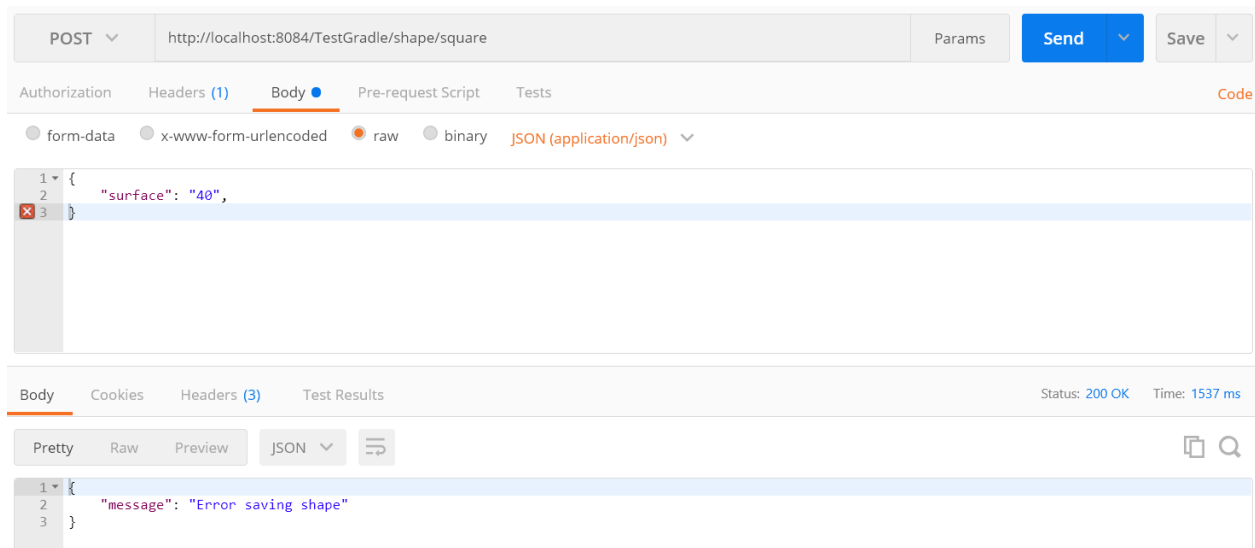 POST http://localhost:8084/TestGradle/shape/square Params Send Save
Authorization Headers (1) Body Pre-request Script Tests Code
form-data x-www-form-urlencoded raw binary JSON (application/json)
1 {
2 "surface": "40",
3 }
Body Cookies Headers (3) Test Results Status: 200 OK Time: 1537 ms
Pretty Raw Preview JSON
1 {
2 "message": "Error saving shape"
3 }